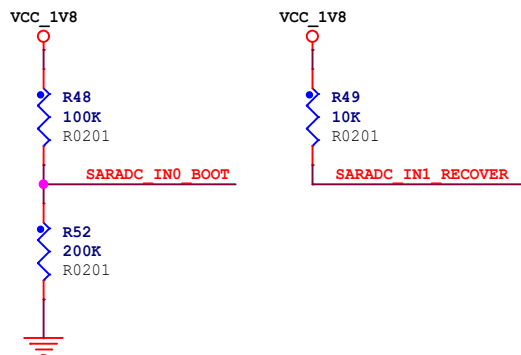 VCC_1V8
R48
100K
R0201
SARADC_IN0_BOOT
R52
200K
R0201
VCC_1V8
R49
10K
R0201
SARADC_IN1_RECOVER